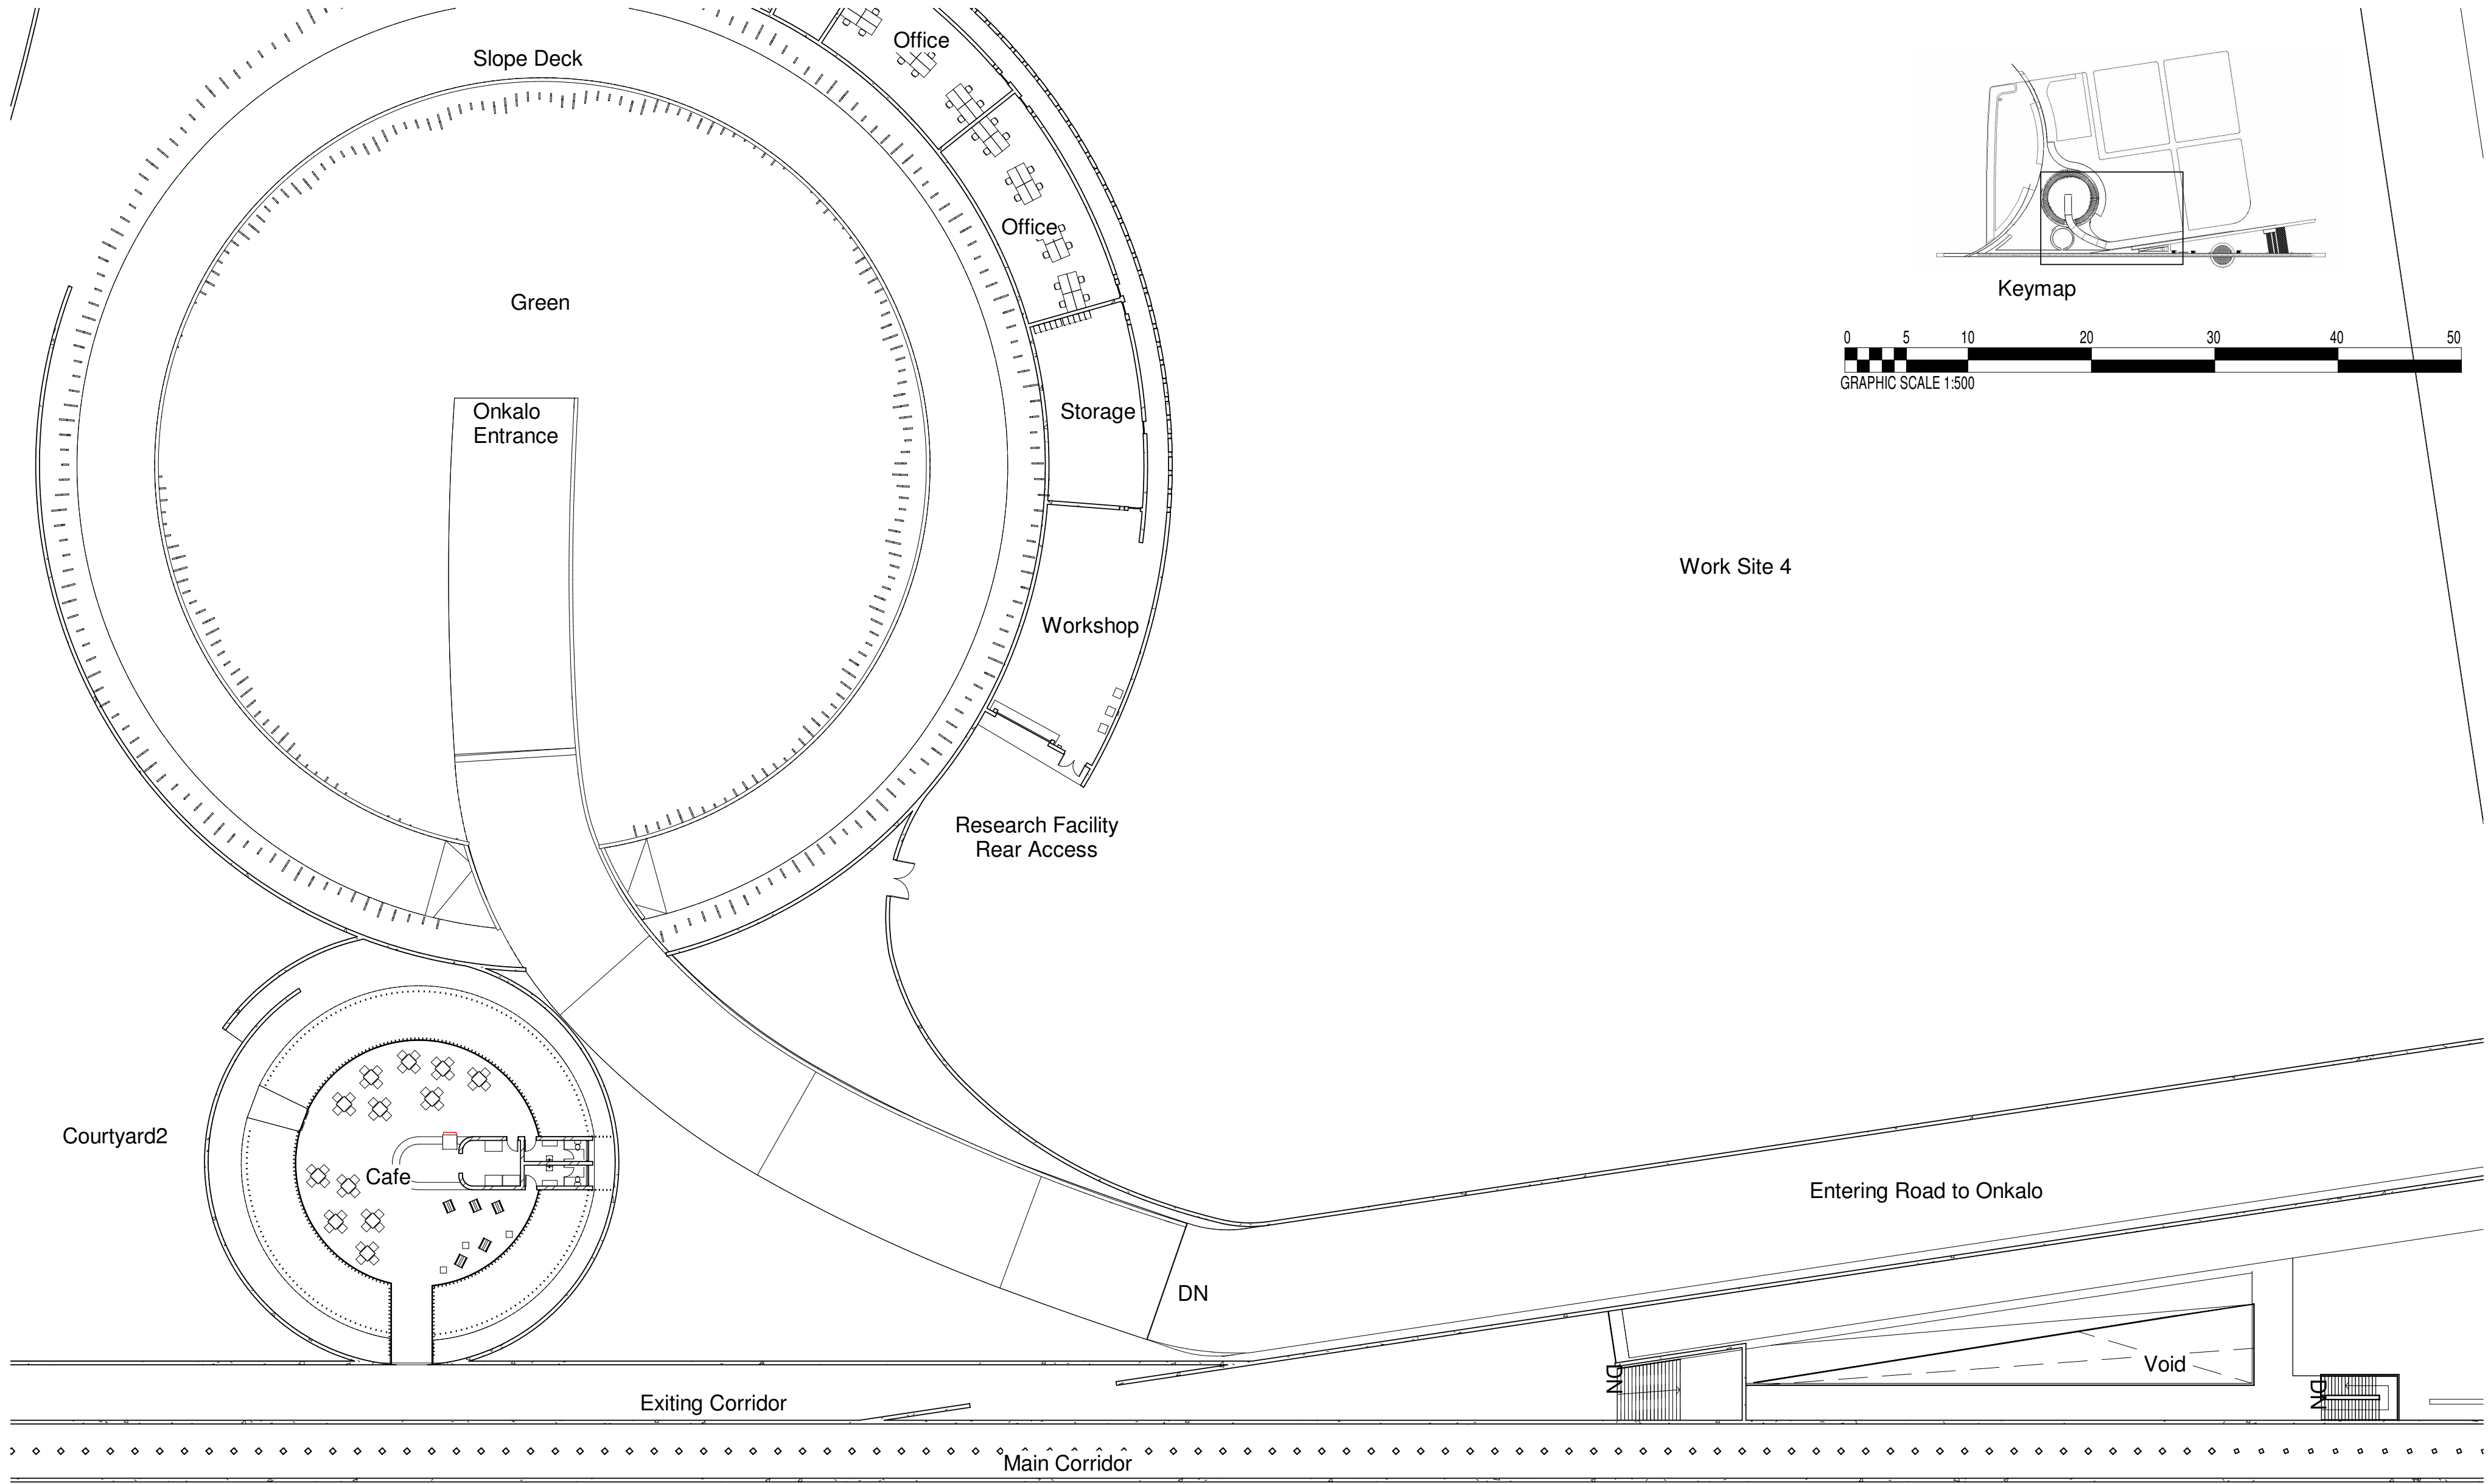 Office
Slope Deck
Office
Green
Keymap
0 5 10 20 30 40 50
GRAPHIC SCALE 1:500
Onkalo
Entrance
Storage
Work Site 4
Workshop
Research Facility
Rear Access
Courtyard2
Cafe
Entering Road to Onkalo
DN
Void
DN
DN
Exiting Corridor
Main Corridor